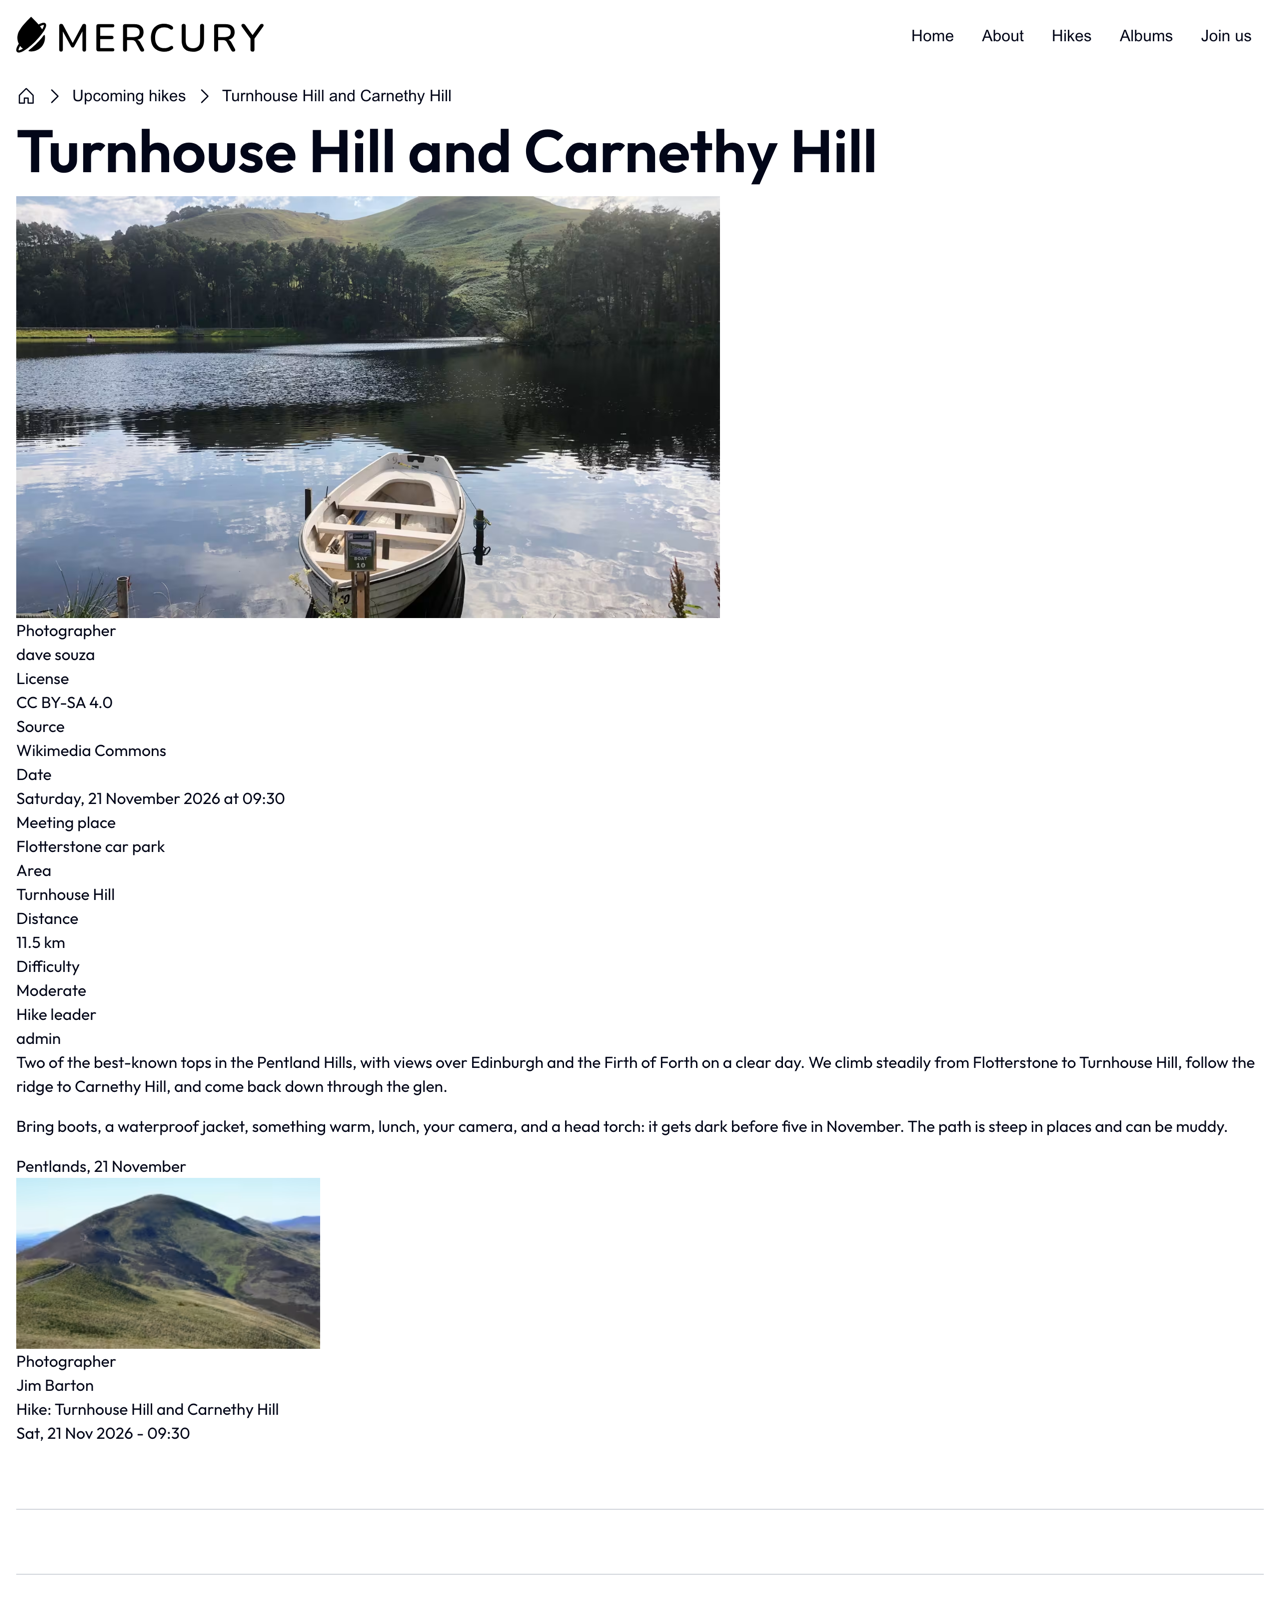 MERCURY
Home About Hikes Albums Join us
Upcoming hikes Turnhouse Hill and Carnethy Hill
Turnhouse Hill and Carnethy Hill
BOAT
10
Photographer
dave souza
License
CC BY-SA 4.0
Source
Wikimedia Commons
Date
Saturday, 21 November 2026 at 09:30
Meeting place
Flotterstone car park
Area
Turnhouse Hill
Distance
11.5 km
Difficulty
Moderate
Hike leader
admin
Two of the best-known tops in the Pentland Hills, with views over Edinburgh and the Firth of Forth on a clear day. We climb steadily from Flotterstone to Turnhouse Hill, follow the
ridge to Carnethy Hill, and come back down through the glen.
Bring boots, a waterproof jacket, something warm, lunch, your camera, and a head torch: it gets dark before five in November. The path is steep in places and can be muddy.
Pentlands, 21 November
Photographer
Jim Barton
Hike: Turnhouse Hill and Carnethy Hill
Sat, 21 Nov 2026 - 09:30